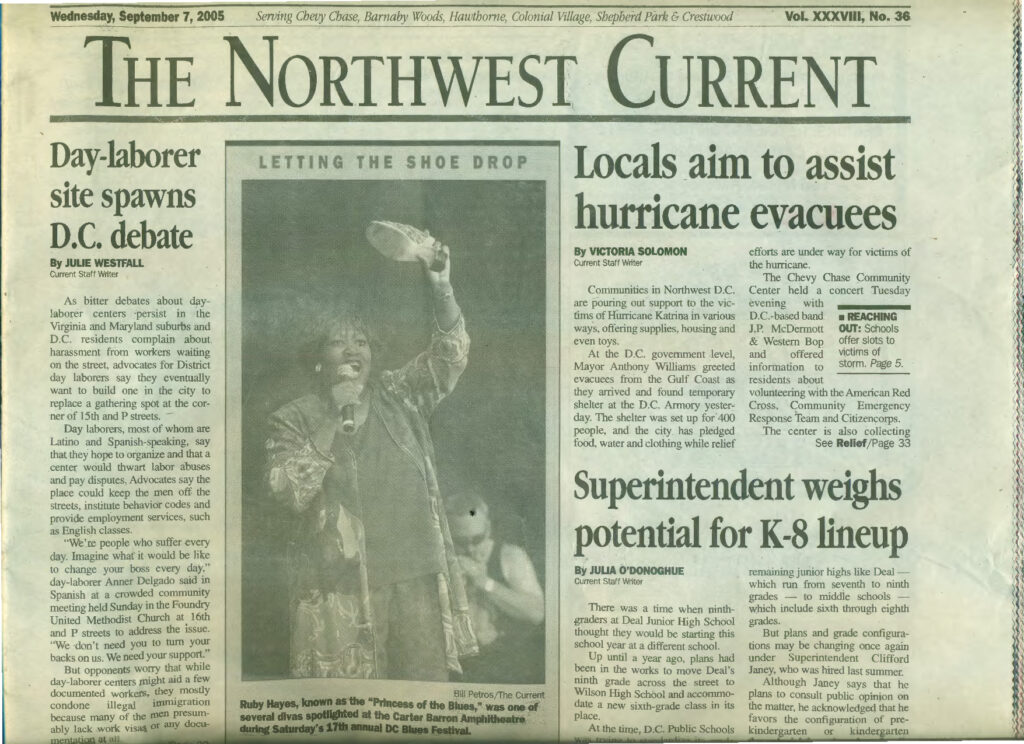 Wednesday, September 7, 2005
Serving Chevy Chase, Barnaby Woods, Hawthorne, Colonial Village, Shepherd Park & Crestwood
Vol. XXXVIII, No. 36
THE NORTHWEST CURRENT
Day-laborer
site spawns
D.C. debate
By JULIE WESTFALL
Current Staff Writer
As bitter debates about day-
laborer centers persist in the
Virginia and Maryland suburbs and
D.C. residents complain about
harassment from workers waiting
on the street, advocates for District
day laborers say they eventually
want to build one in the city to
replace a gathering spot at the cor-
ner of 15th and P streets.
Day laborers, most of whom are
Latino and Spanish-speaking, say
that they hope to organize and that a
center would thwart labor abuses
and pay disputes. Advocates say the
place could keep the men off the
streets, institute behavior codes and
provide employment services, such
as English classes.
"We're people who suffer every
day. Imagine what it would be like
to change your boss every day,"
day-laborer Anner Delgado said in
Spanish at a crowded community
meeting held Sunday in the Foundry
United Methodist Church at 16th
and P streets to address the issue.
"We don't need you to turn your
backs on us. We need your support."
But opponents worry that while
day-laborer centers might aid a few
documented workers, they mostly
condone illegal immigration
because many of the men presum-
ably lack work visas or any docu-
mentation at all.
LETTING THE SHOE DROP
Bill Petros/The Current
Ruby Hayes, known as the "Princess of the Blues," was one of
several divas spotlighted at the Carter Barron Amphitheatre
during Saturday's 17th annual DC Blues Festival.
Locals aim to assist
hurricane evacuees
By VICTORIA SOLOMON
Current Staff Writer
Communities in Northwest D.C.
are pouring out support to the vic-
tims of Hurricane Katrina in various
ways, offering supplies, housing and
even toys.
At the D.C. government level,
Mayor Anthony Williams greeted
evacuees from the Gulf Coast as
they arrived and found temporary
shelter at the D.C. Armory yester-
day. The shelter was set up for 400
people, and the city has pledged
food, water and clothing while relief
efforts are under way for victims of
the hurricane.
The Chevy Chase Community
Center held a concert Tuesday
evening with
D.C.-based band
J.P. McDermott
& Western Bop
and offered
information to
residents about
volunteering with the American Red
Cross, Community Emergency
Response Team and Citizencorps.
The center is also collecting
See Relief/Page 33
■ REACHING
OUT: Schools
offer slots to
victims of
storm. Page 5.
Superintendent weighs
potential for K-8 lineup
By JULIA O'DONOGHUE
Current Staff Writer
There was a time when ninth-
graders at Deal Junior High School
thought they would be starting this
school year at a different school.
Up until a year ago, plans had
been in the works to move Deal's
ninth grade across the street to
Wilson High School and accommo-
date a new sixth-grade class in its
place.
At the time, D.C. Public Schools
remaining junior highs like Deal —
which run from seventh to ninth
grades — to middle schools —
which include sixth through eighth
grades.
But plans and grade configura-
tions may be changing once again
under Superintendent Clifford
Janey, who was hired last summer.
Although Janey says that he
plans to consult public opinion on
the matter, he acknowledged that he
favors the configuration of pre-
kindergarten or kindergarten